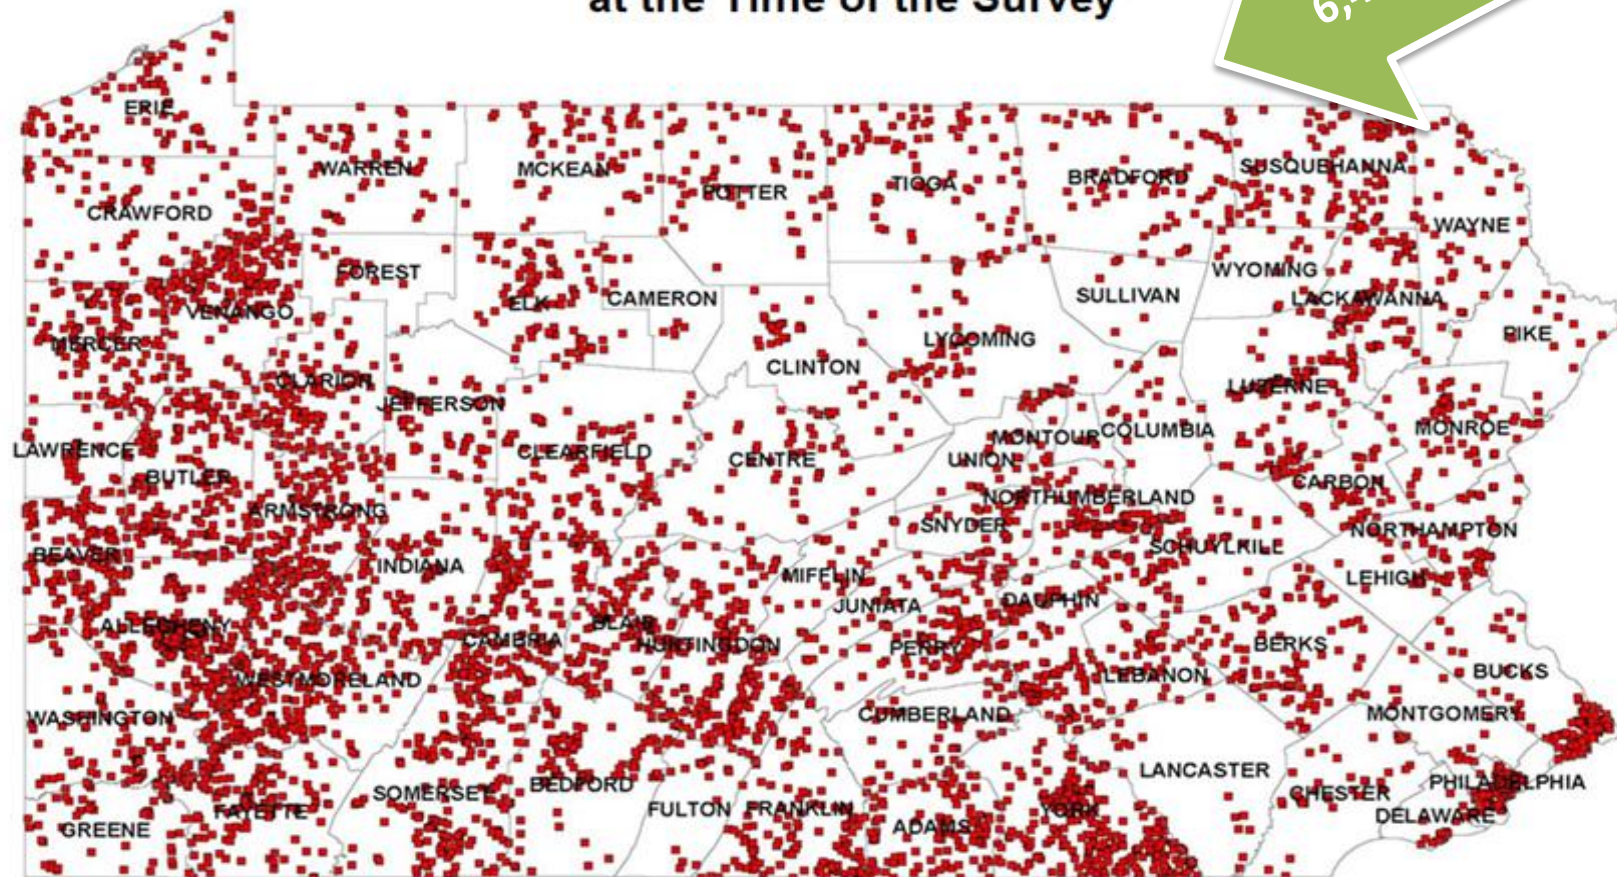 at the Time of the Survey
ERIE
WARREN
MCKEAN
POTTER
TIOGA
BRADFORD
SUSQUEHANNA
CRAWFORD
WAYNE
FOREST
ELK
CAMERON
SULLIVAN
WYOMING
LACKAWANNA
VENANGO
MERCER
LYCOMING
PIKE
CLINTON
CLARION
JEFFERSON
LUZERNE
LAWRENCE
BUTLER
CLEARFIELD
CENTRE
UNION
MONTOUR
COLUMBIA
MONROE
CARBON
ARMSTRONG
NORTHUMBERLAND
SNYDER
NORTHAMPTON
SCHUYLKILL
BEAVER
INDIANA
MIFFLIN
LEHIGH
JUNIATA
DAUPHIN
ALLEGHENY
CAMBRIA
BLAIR
HUNTINGDON
PERRY
BERKS
LEBANON
BUCKS
WESTMORELAND
WASHINGTON
CUMBERLAND
MONTGOMERY
LANCASTER
SOMERSET
BEDFORD
FULTON
FRANKLIN
ADAMS
YORK
CHESTER
PHILADELPHIA
DELAWARE
GREENE
FAYETTE